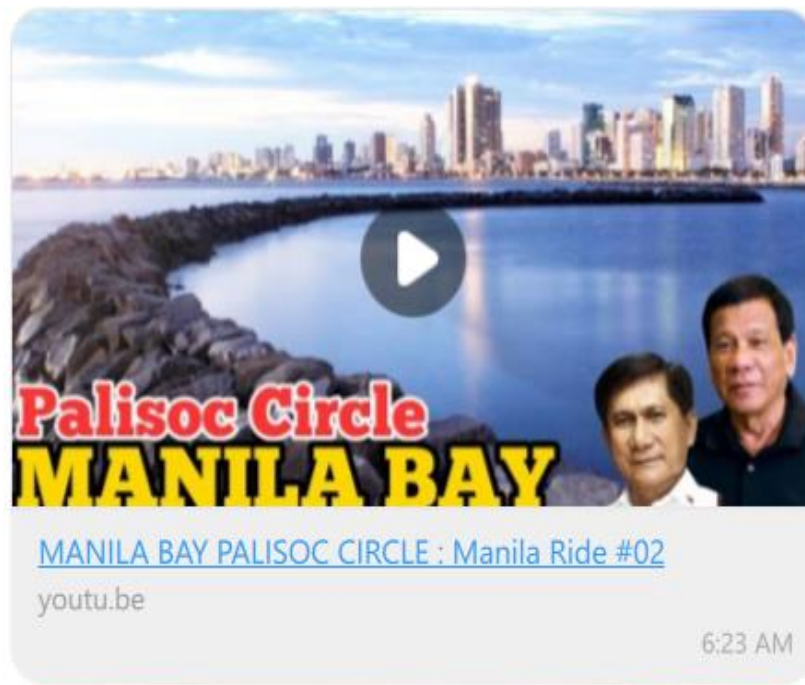 Palisoc Circle
MANILA BAY
MANILA BAY PALISOC CIRCLE : Manila Ride #02
youtu.be
6:23 AM